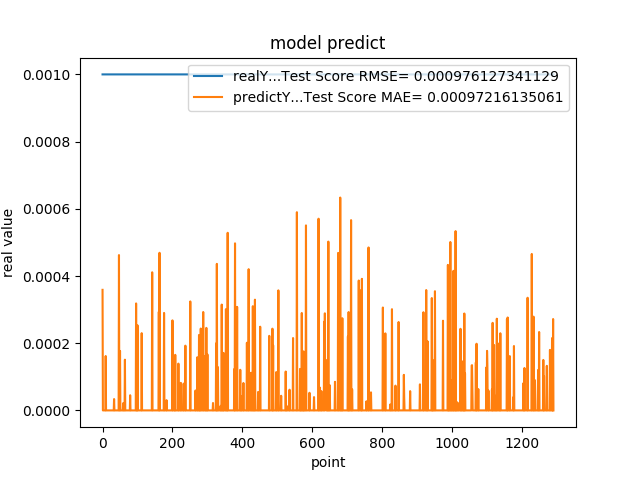 model predict
realY...Test Score RMSE= 0.000976127341129
predictY...Test Score MAE= 0.00097216135061
0.0010
0.0008
0.0006
0.0004
0.0002
0.0000
real value
0 200 400 600 800 1000 1200
point